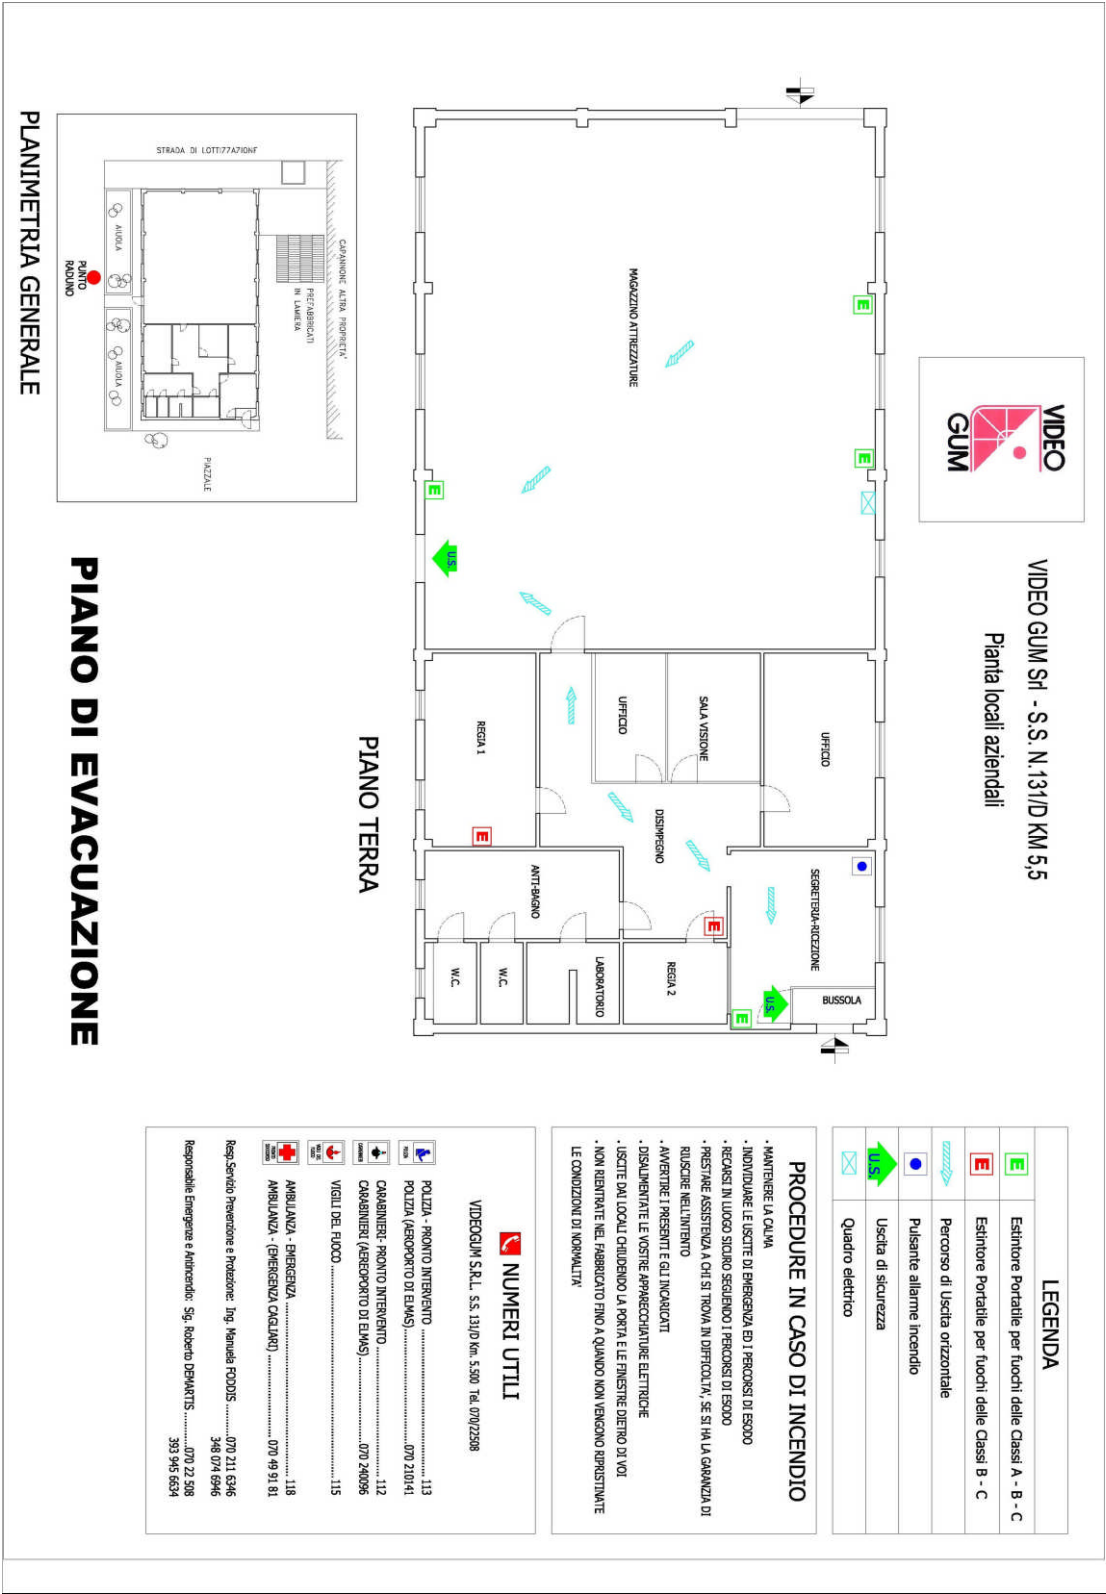 VIDEO
GUM
VIDEO GUM Srl - S.S. N.131/D KM 5,5
Pianta locali aziendali
LEGENDA
E Estintore Portatile per fuochi delle Classi A - B - C
E Estintore Portatile per fuochi delle Classi B - C
Percorso di Uscita orizzontale
Pulsante allarme incendio
U.S. Uscita di sicurezza
Quadro elettrico
MAGAZZINO ATTREZZATURE
E
E
E
U.S.
UFFICIO
SALA VISIONE
UFFICIO
REGIA 1
E
DISIMPEGNO
SEGRETERIA-RICEZIONE
ANTI-BAGNO
E
BUSSOLA
U.S.
E
REGIA 2
LABORATORIO
W.C.
W.C.
PIANO TERRA
PROCEDURE IN CASO DI INCENDIO
- MANTENERE LA CALMA
- INDIVIDUARE LE USCITE DI EMERGENZA ED I PERCORSI DI ESODO
- RECARSI IN LUOGO SICURO SEGUENDO I PERCORSI DI ESODO
- PRESTARE ASSISTENZA A CHI SI TROVA IN DIFFICOLTA', SE SI HA LA GARANZIA DI
RIUSCIRE NELL'INTENTO
- AVVERTIRE I PRESENTI E GLI INCARICATI
- DISALIMENTATE LE VOSTRE APPARECCHIATURE ELETTRICHE
- USCITE DAI LOCALI CHIUDENDO LA PORTA E LE FINESTRE DIETRO DI VOI
- NON RIENTRATE NEL FABBRICATO FINO A QUANDO NON VENGONO RIPRISTINATE
LE CONDIZIONI DI NORMALITA'
NUMERI UTILI
VIDEOGUM S.R.L. S.S. 131/D Km. 5.500 Tel. 070/22508
POLIZIA - PRONTO INTERVENTO ........ 113
POLIZIA (AEROPORTO DI ELMAS) ........ 070 210141
CARABINIERI- PRONTO INTERVENTO ........ 112
CARABINIERI (AEREOPORTO DI ELMAS) ........ 070 240096
VIGILI DEL FUOCO ........ 115
AMBULANZA - EMERGENZA ........ 118
AMBULANZA - (EMERGENZA CAGLIARI) ........ 070 49 91 81
Resp.Servizio Prevenzione e Protezione: Ing. Manuela FODDIS ........ 070 211 6346
348 074 6946
Responsabile Emergenze e Antincendio: Sig. Roberto DEMARTIS ........ 070 22 508
393 945 6634
STRADA DI LOTTIZZAZIONE
CAPANNONE ALTRA PROPRIETA'
PREFABBRICATI
IN LAMIERA
AIUOLA
AIUOLA
PIAZZALE
PUNTO
RADUNO
PLANIMETRIA GENERALE
PIANO DI EVACUAZIONE